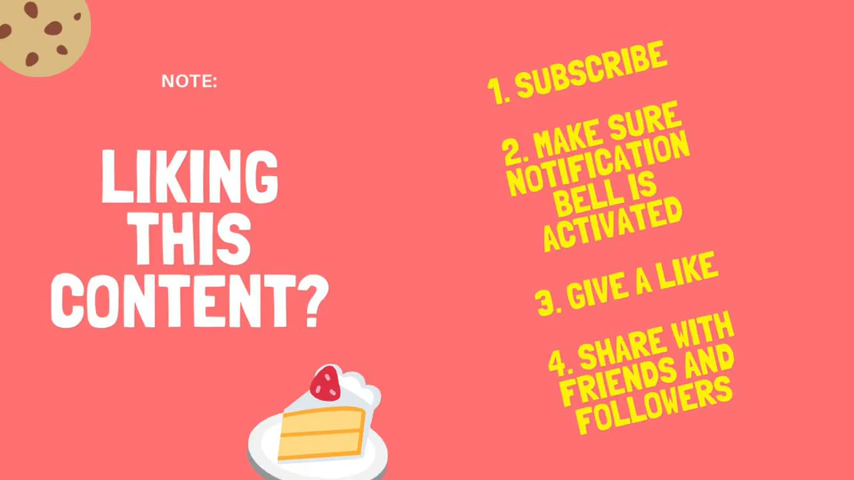 NOTE:
LIKING
THIS
CONTENT?
1. SUBSCRIBE
2. MAKE SURE
NOTIFICATION
BELL IS
ACTIVATED
3. GIVE A LIKE
4. SHARE WITH
FRIENDS AND
FOLLOWERS